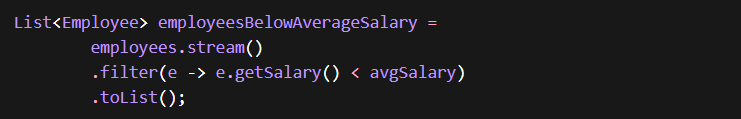 List<Employee> employeesBelowAverageSalary =
        employees.stream()
        .filter(e -> e.getSalary() < avgSalary)
        .toList();